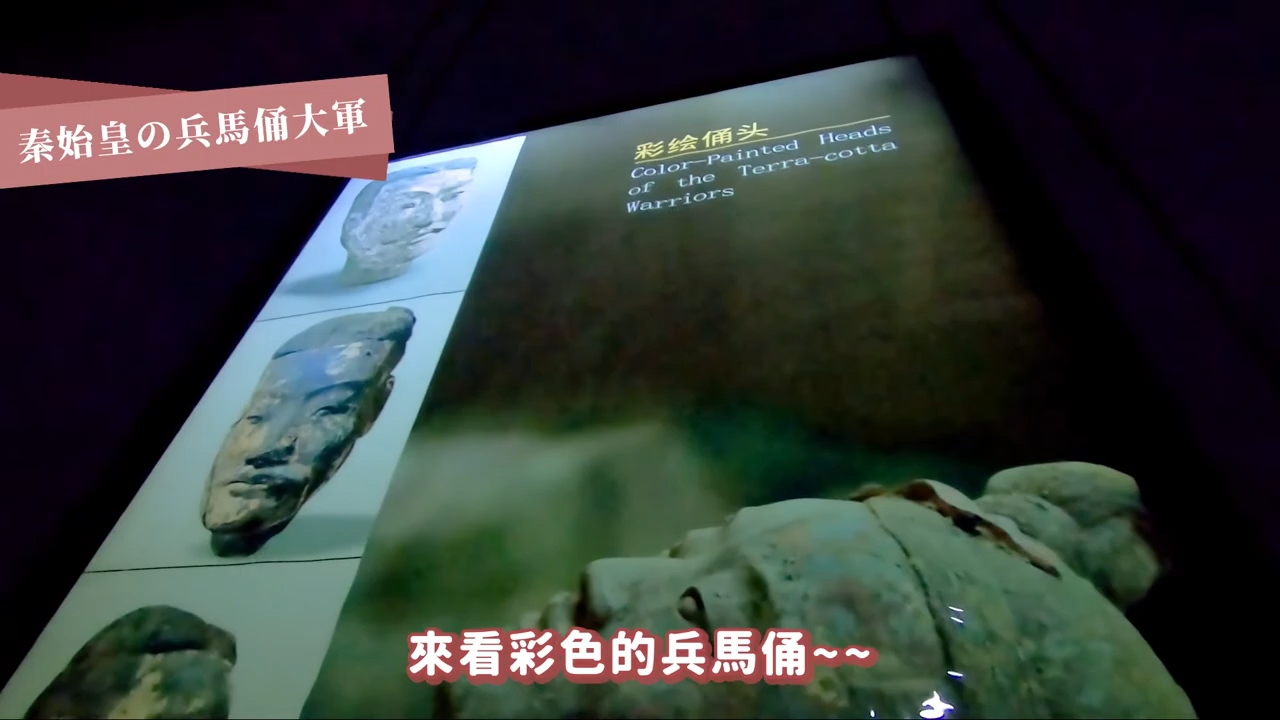 秦始皇の兵馬俑大軍
彩绘俑头
Color-Painted Heads
of the Terra-cotta
Warriors
來看彩色的兵馬俑~~